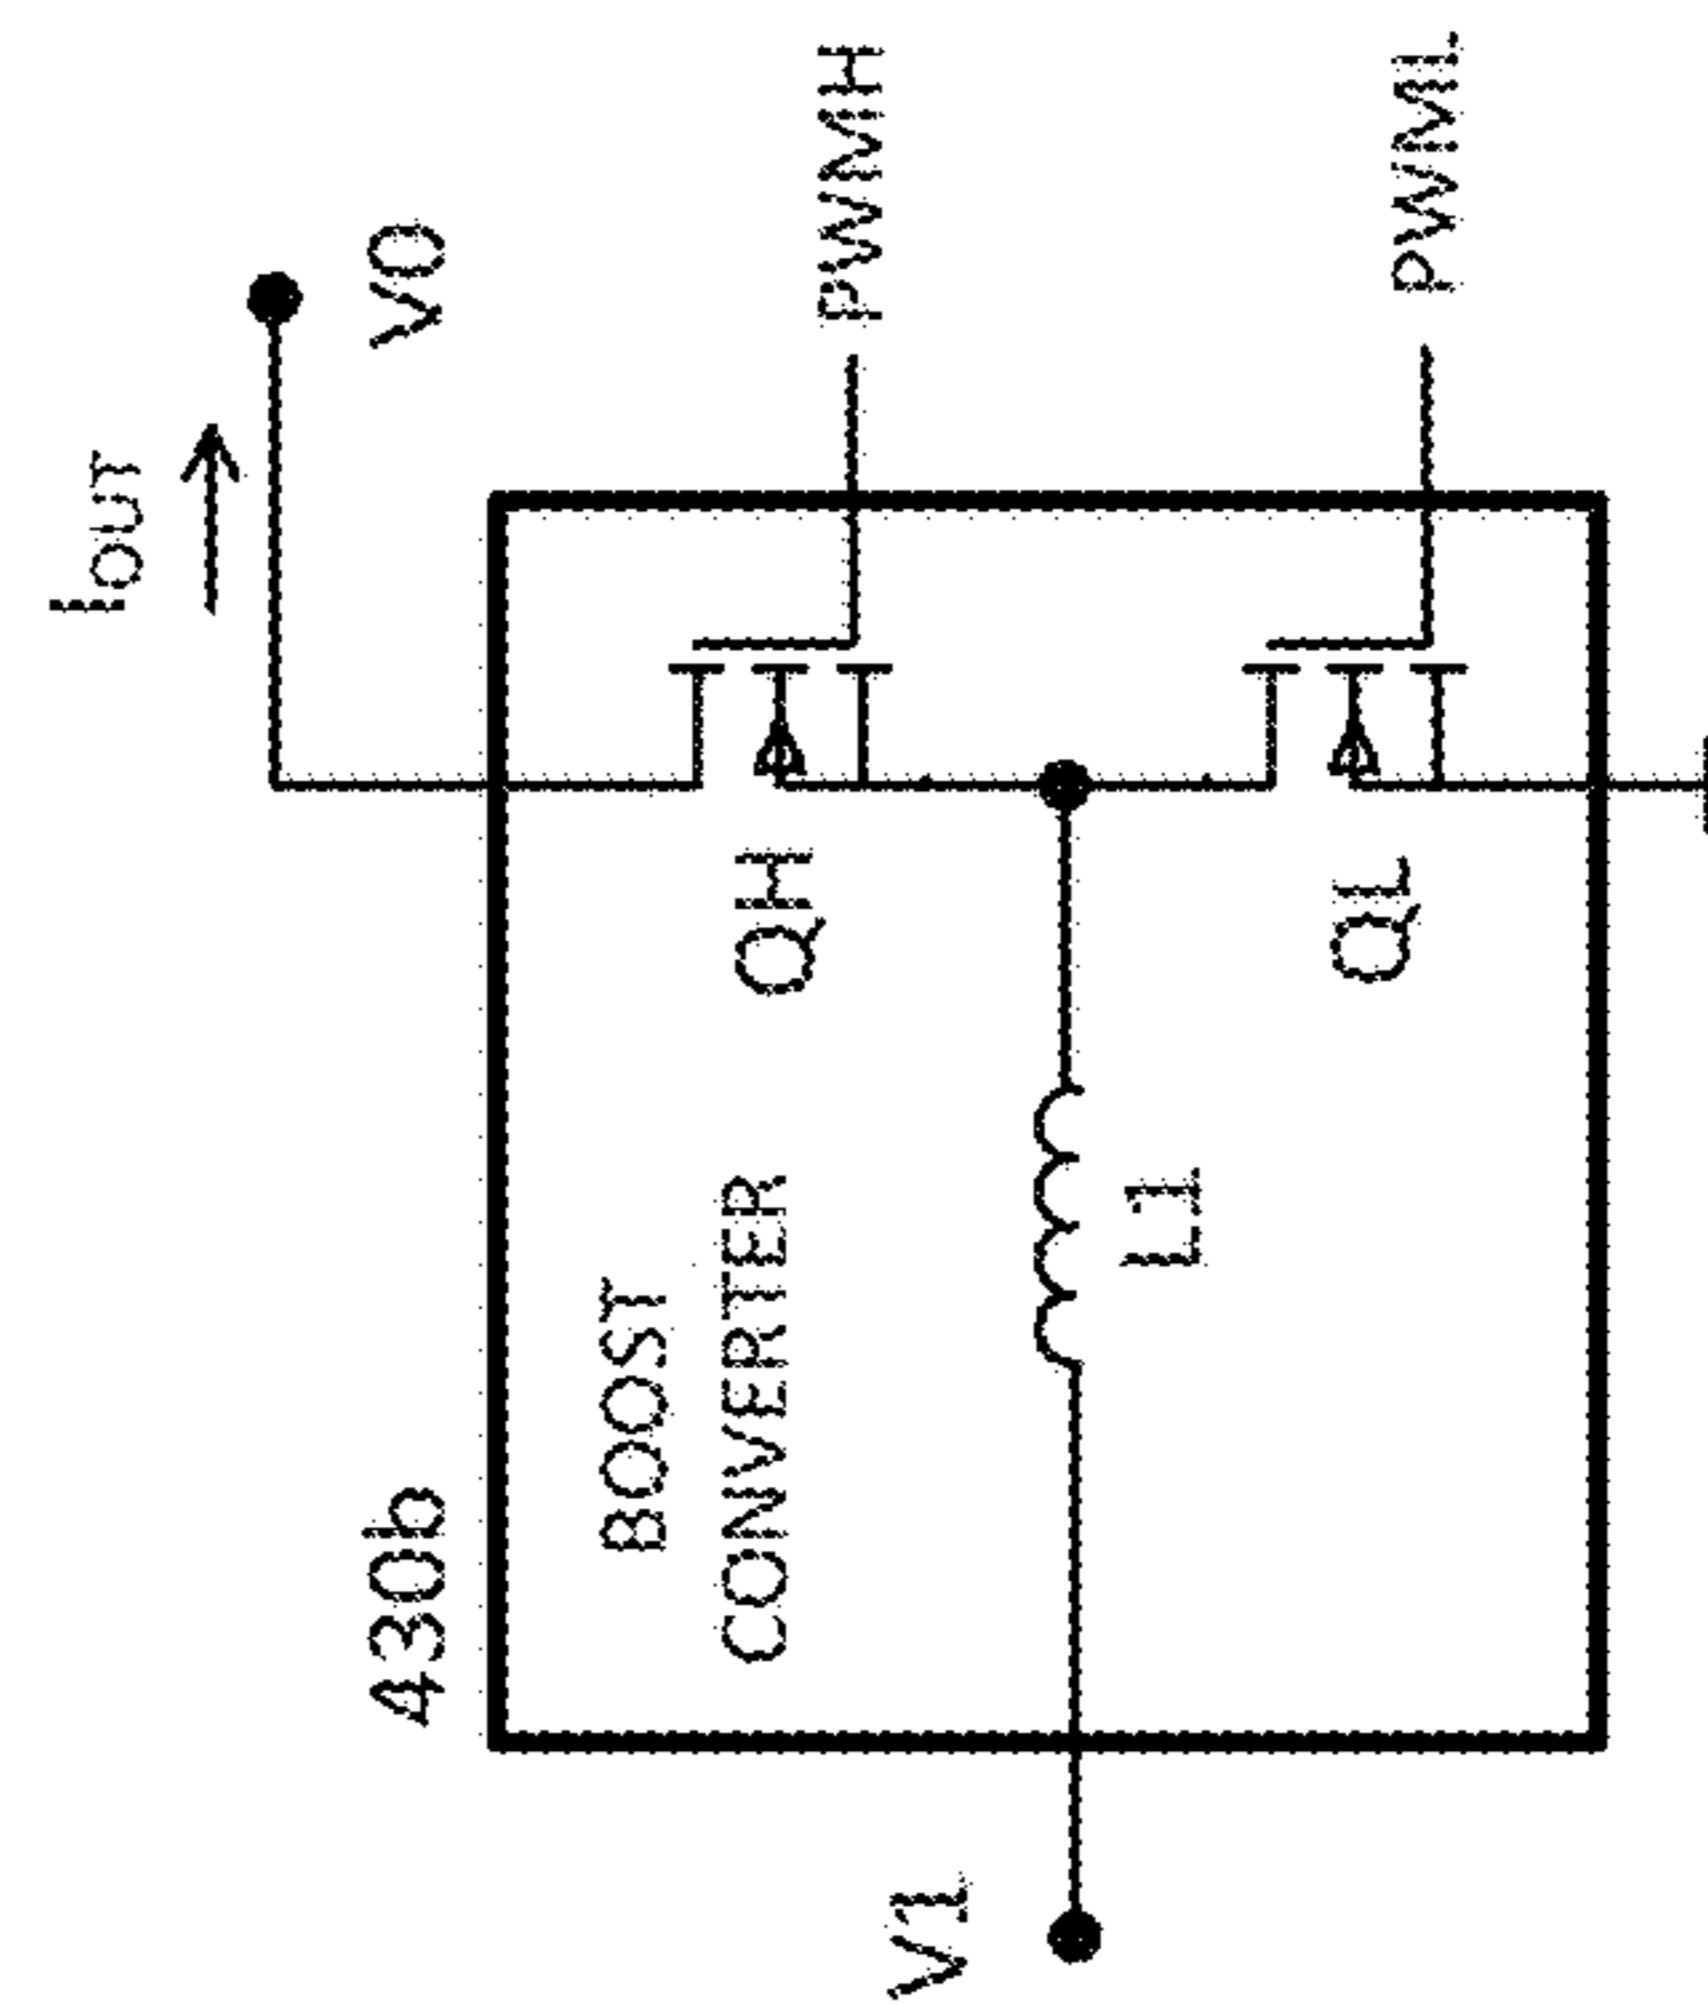 430b
V1
BOOST
CONVERTER
L1
QH
QL
IOUT
VO
PWMH
PWML